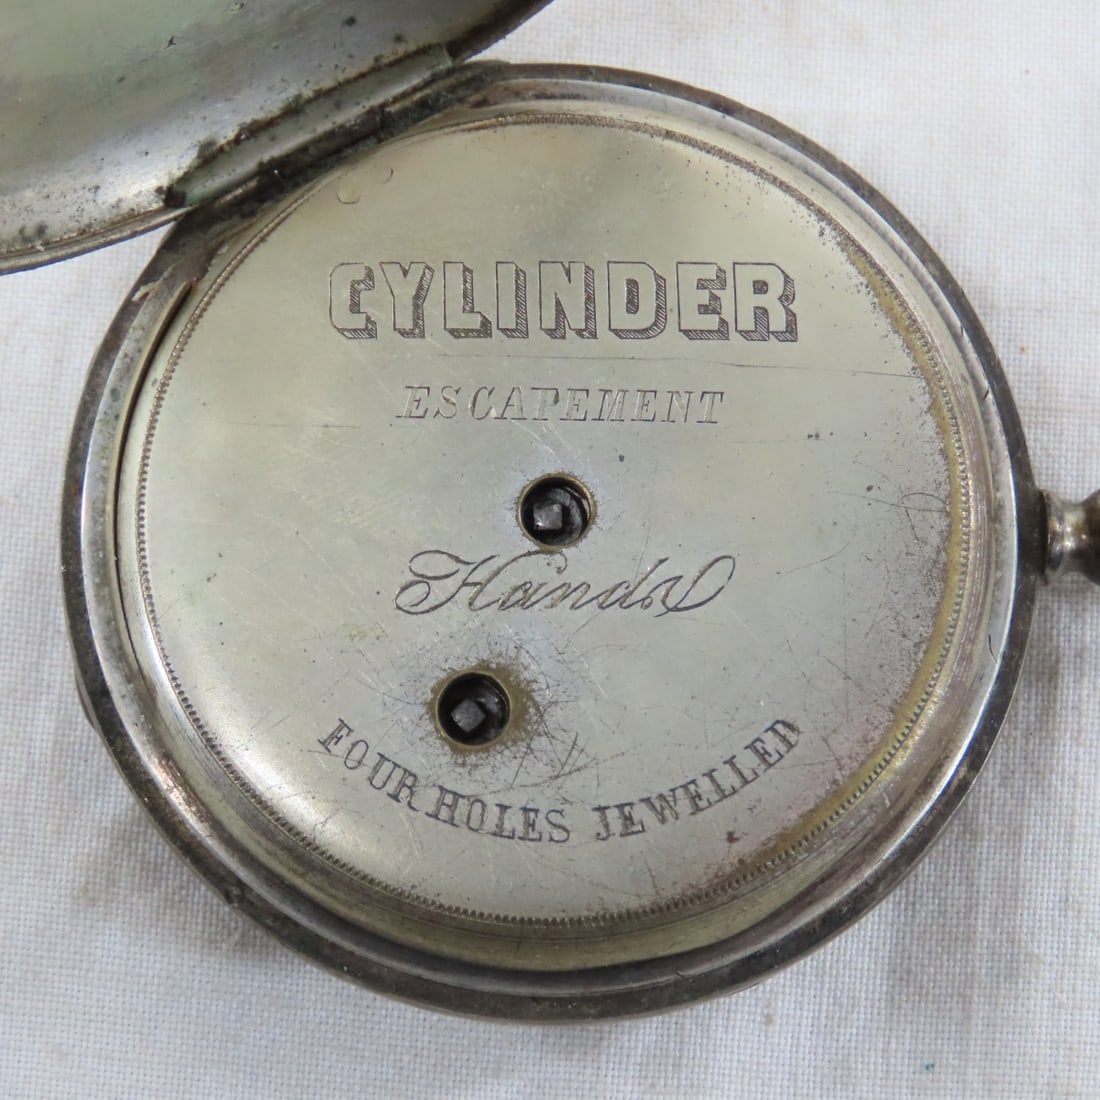 CYLINDER
ESCAPEMENT
Hands
FOUR HOLES JEWELLED